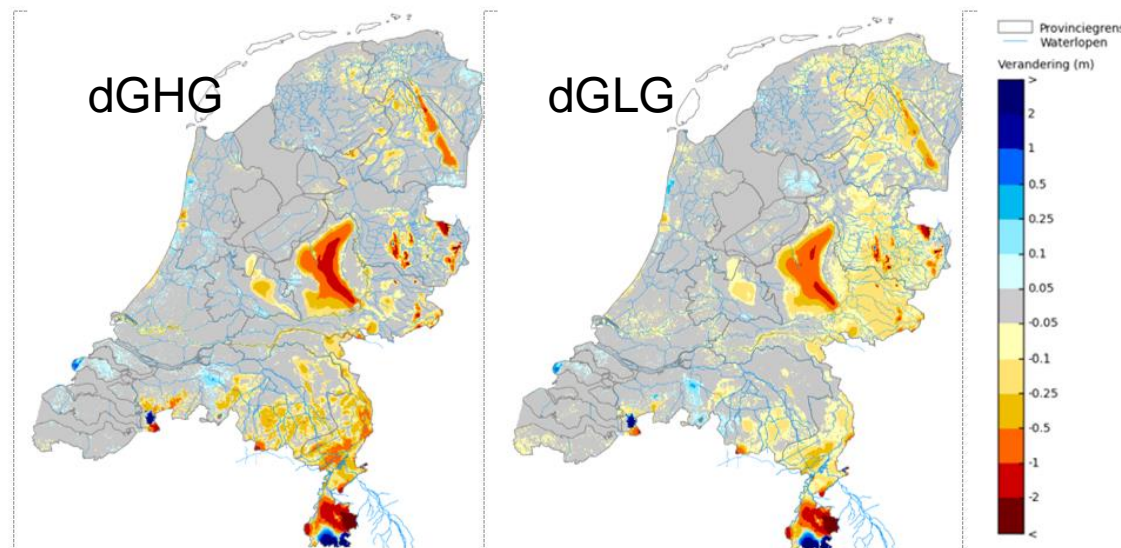 dGHG
dGLG
Provinciegrens
Waterlopen
Verandering (m)
>
2
1
0.5
0.25
0.1
0.05
-0.05
-0.1
-0.25
-0.5
-1
-2
<